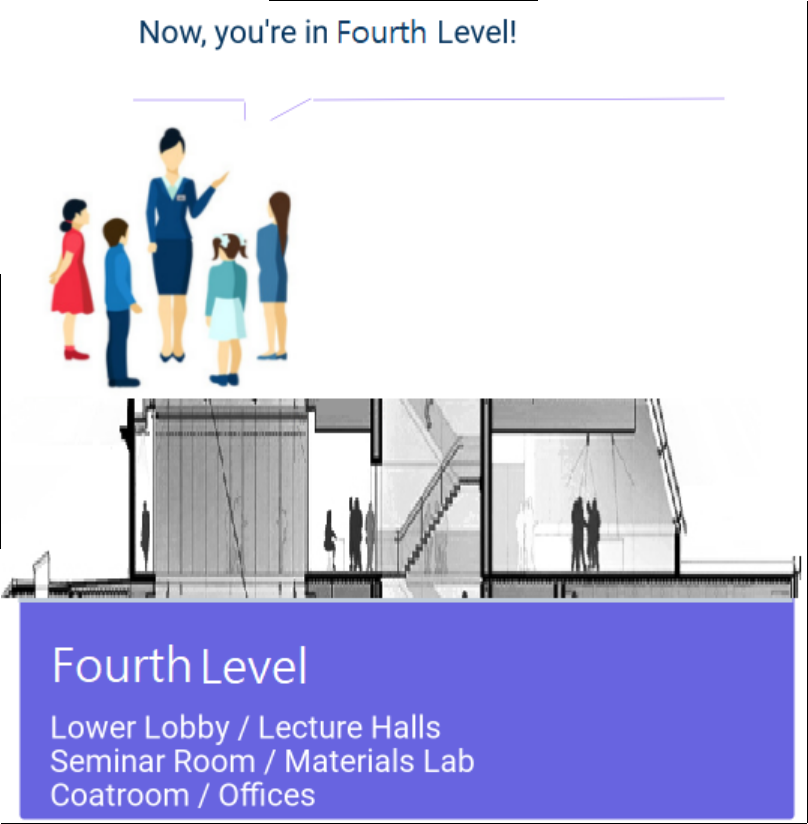 Now, you're in Fourth Level!
Fourth Level
Lower Lobby / Lecture Halls
Seminar Room / Materials Lab
Coatroom / Offices